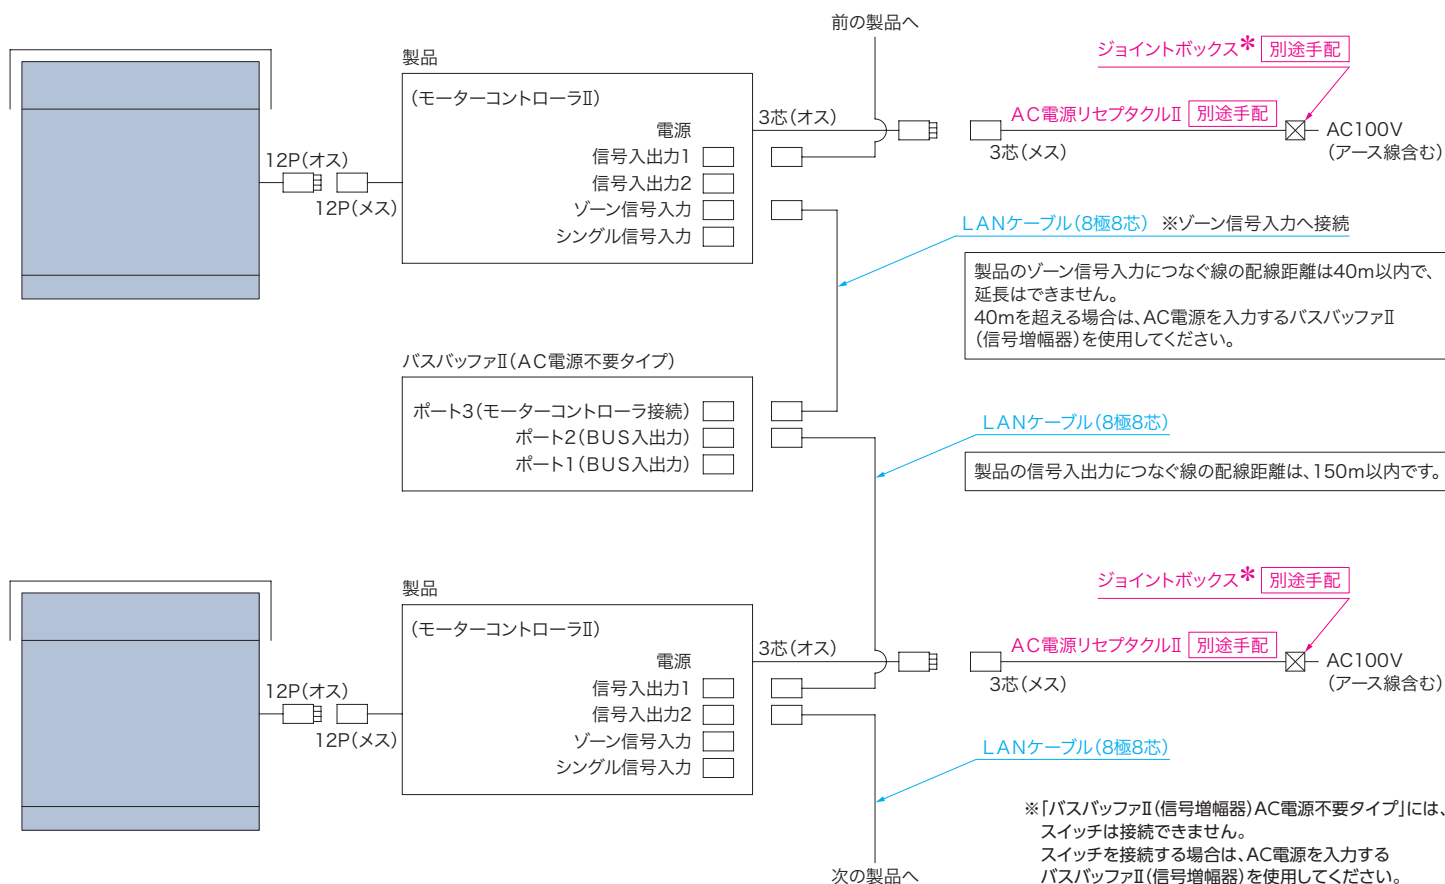 前の製品へ
ジョイントボックス* 別途手配
製品
(モーターコントローラⅡ)
3芯(オス)
AC電源リセプタクルⅡ 別途手配
AC100V
(アース線含む)
3芯(メス)
電源
信号入出力1
信号入出力2
ゾーン信号入力
シングル信号入力
12P(オス)
12P(メス)
LANケーブル(8極8芯) ※ゾーン信号入力へ接続
製品のゾーン信号入力につなぐ線の配線距離は40m以内で、
延長はできません。
40mを超える場合は、AC電源を入力するバスバッファⅡ
(信号増幅器)を使用してください。
バスバッファⅡ(AC電源不要タイプ)
ポート3(モーターコントローラ接続)
ポート2(BUS入出力)
ポート1(BUS入出力)
LANケーブル(8極8芯)
製品の信号入出力につなぐ線の配線距離は、150m以内です。
ジョイントボックス* 別途手配
製品
(モーターコントローラⅡ)
3芯(オス)
AC電源リセプタクルⅡ 別途手配
AC100V
(アース線含む)
3芯(メス)
電源
信号入出力1
信号入出力2
ゾーン信号入力
シングル信号入力
12P(オス)
12P(メス)
LANケーブル(8極8芯)
※「バスバッファⅡ(信号増幅器)AC電源不要タイプ」には、
スイッチは接続できません。
スイッチを接続する場合は、AC電源を入力する
バスバッファⅡ(信号増幅器)を使用してください。
次の製品へ